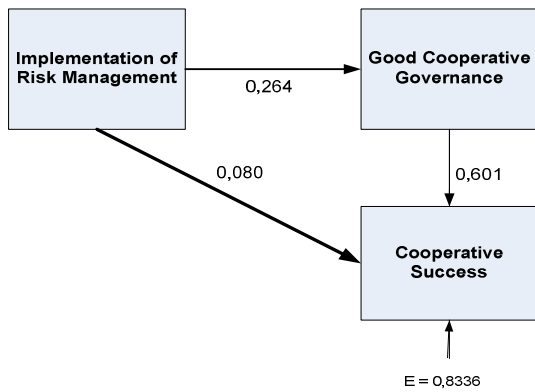 Implementation of
Risk Management
Good Cooperative
Governance
0,264
0,080
0,601
Cooperative
Success
E = 0,8336